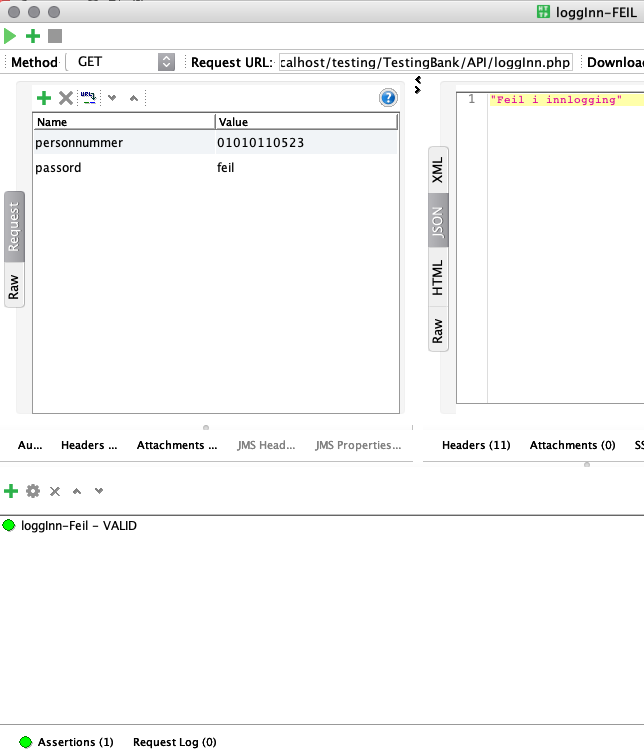 loggInn-FEIL
Method GET Request URL: calhost/testing/TestingBank/API/loggInn.php Downloa
URL
Name Value
personnummer 01010110523
passord feil
Request
Raw
?
1 "Feil i innlogging"
XML
JSON
HTML
Raw
Au... Headers ... Attachments ... JMS Head... JMS Properties...
Headers (11) Attachments (0) SS
loggInn-Feil - VALID
Assertions (1) Request Log (0)